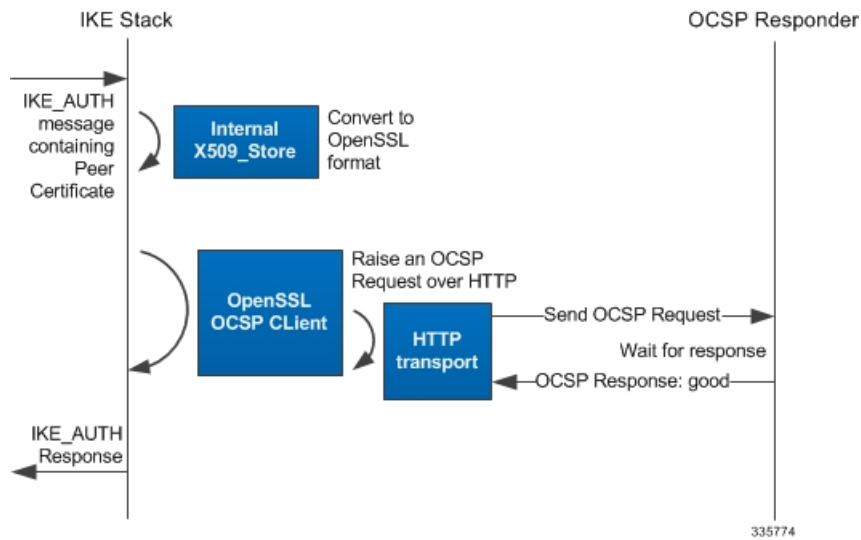 IKE Stack
OCSP Responder
IKE_AUTH
message
containing
Peer
Certificate
Internal
X509_Store
Convert to
OpenSSL
format
OpenSSL
OCSP CLient
Raise an OCSP
Request over HTTP
HTTP
transport
Send OCSP Request
Wait for response
OCSP Response: good
IKE_AUTH
Response
335774